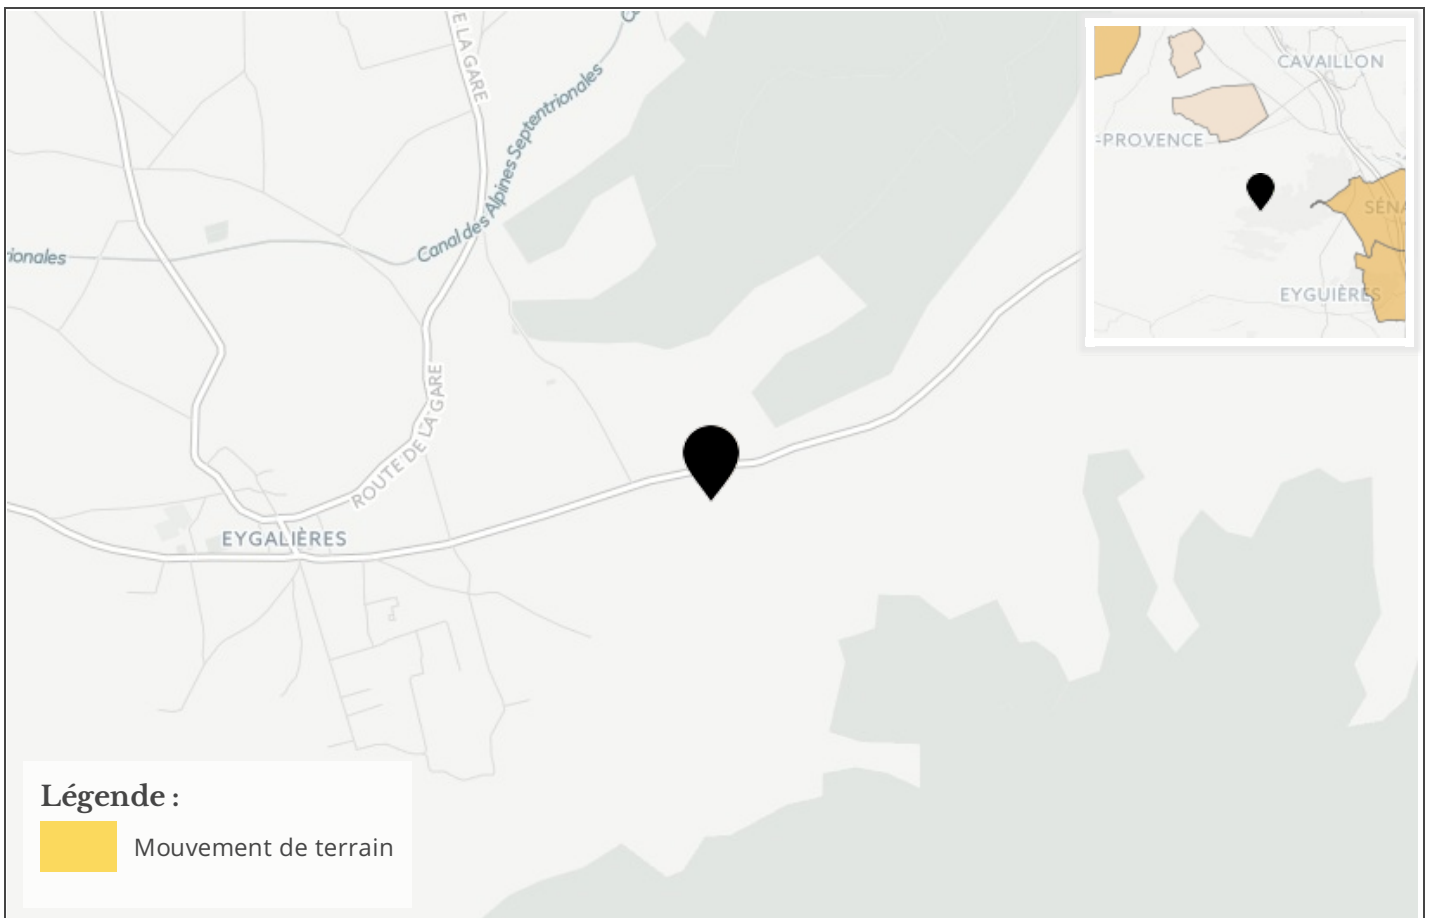 E LA GARE
Canal des Alpines Septentrionales
CAVAILLON
-PROVENCE
SÉNA
EYGUIÈRES
ionales
ROUTE DE LA GARE
EYGALIÈRES
Légende :
Mouvement de terrain